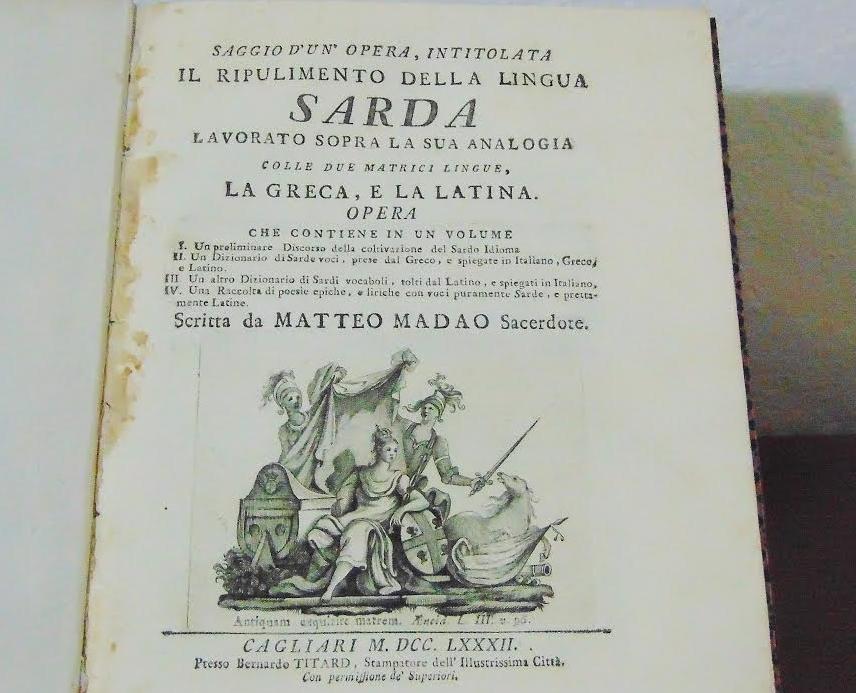 SAGGIO D'UN' OPERA, INTITOLATA
IL RIPULIMENTO DELLA LINGUA
SARDA
LAVORATO SOPRA LA SUA ANALOGIA
COLLE DUE MATRICI LINGUE,
LA GRECA, E LA LATINA.
OPERA
CHE CONTIENE IN UN VOLUME
I. Un preliminare Discorso della coltivazione del Sardo Idioma
II. Un Dizionario di Sarde voci, prese dal Greco, e spiegate in Italiano, Greco,
e Latino.
III Un altro Dizionario di Sardi vocaboli, tolti dal Latino, e spiegati in Italiano,
IV. Una Raccolta di poesie epiche, e liriche con voci puramente Sarde, e pretta-
mente Latine.
Scritta da MATTEO MADAO Sacerdote.
Antiquam exquirite matrem. Æneid. L. III. v. 96.
CAGLIARI M. DCC. LXXXII.
Presso Bernardo TITARD, Stampatore dell' Illustrissima Città.
Con permissione de' Superiori.